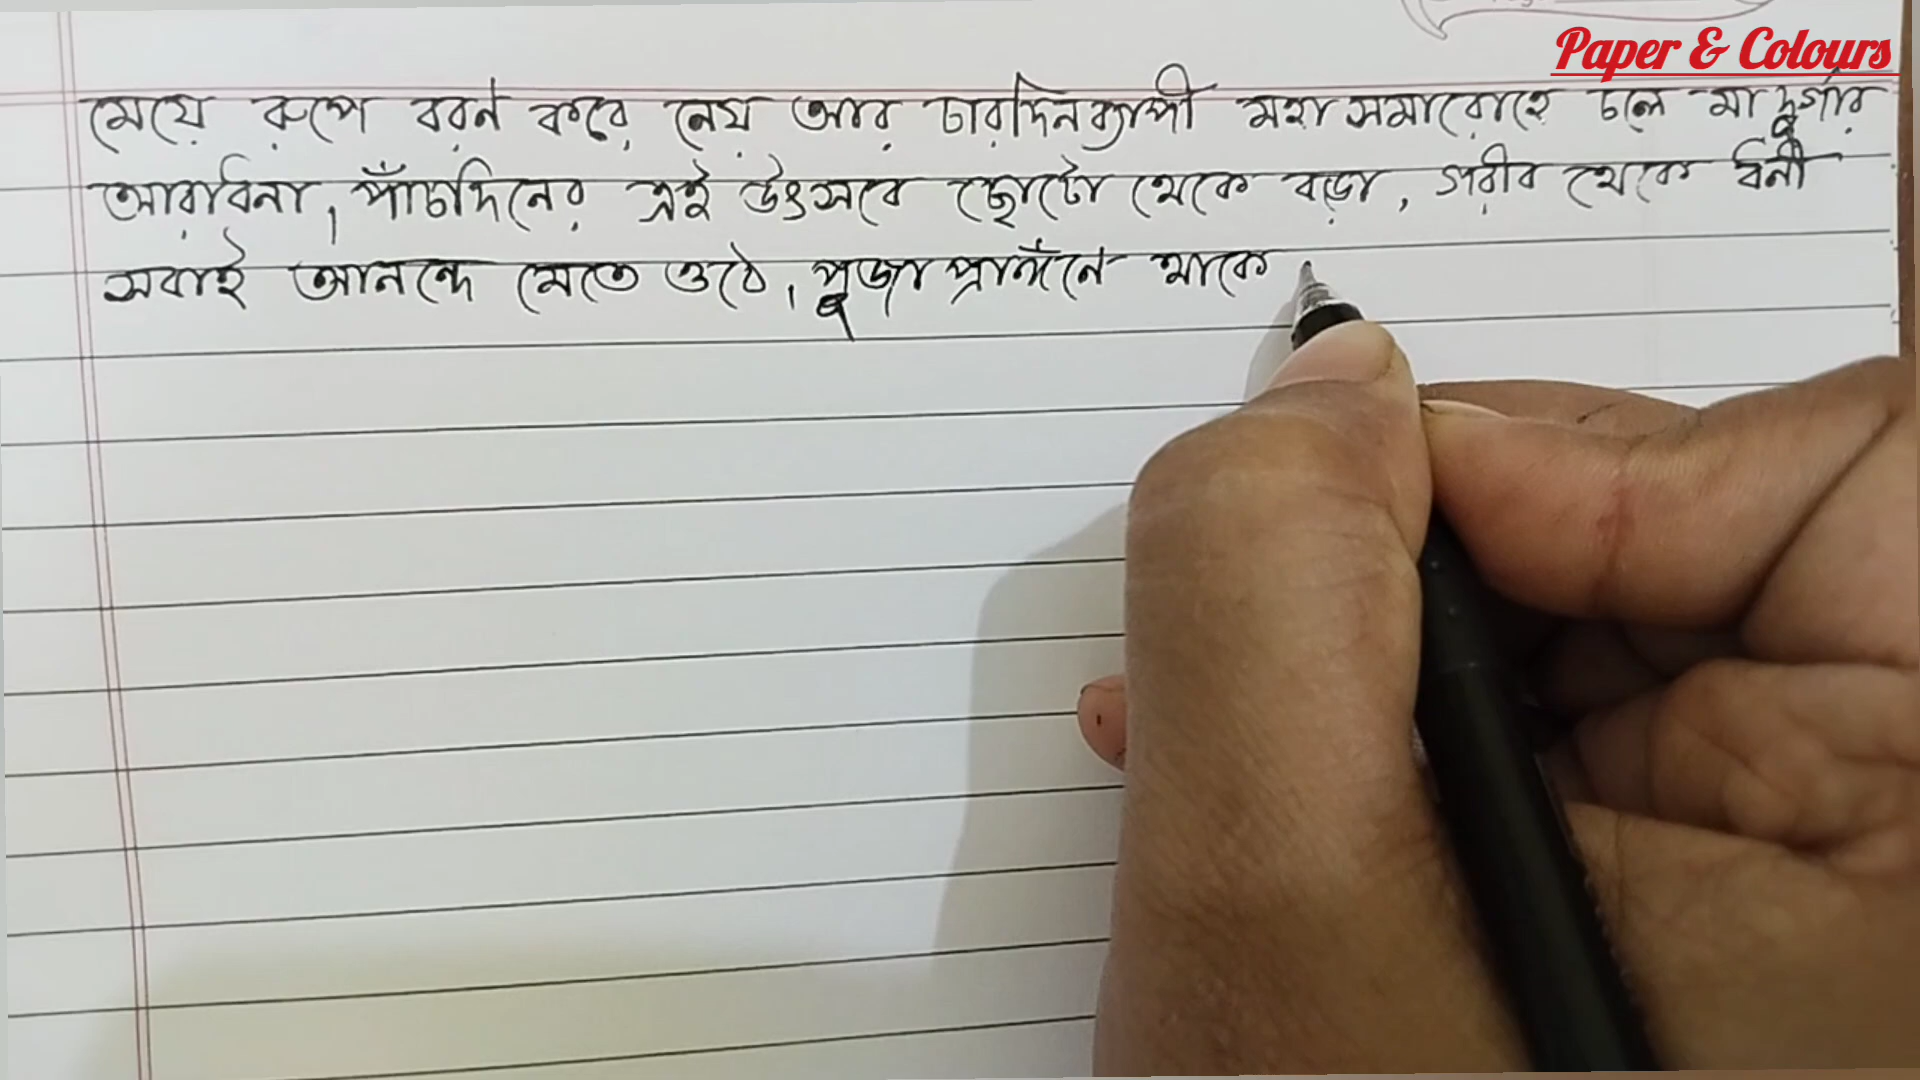 Paper & Colours
মেয়ে রুপে বরন করে নেয় আর চারদিনব্যাপী মহাসমারোহে চলে মা দুর্গার
আরাধনা। পাঁচদিনের এই উৎসবে ছোটো থেকে বড়ো, গরীব থেকে ধনী
সবাই আনন্দে মেতে ওঠে। পুজা প্রাঙ্গনে মাকে